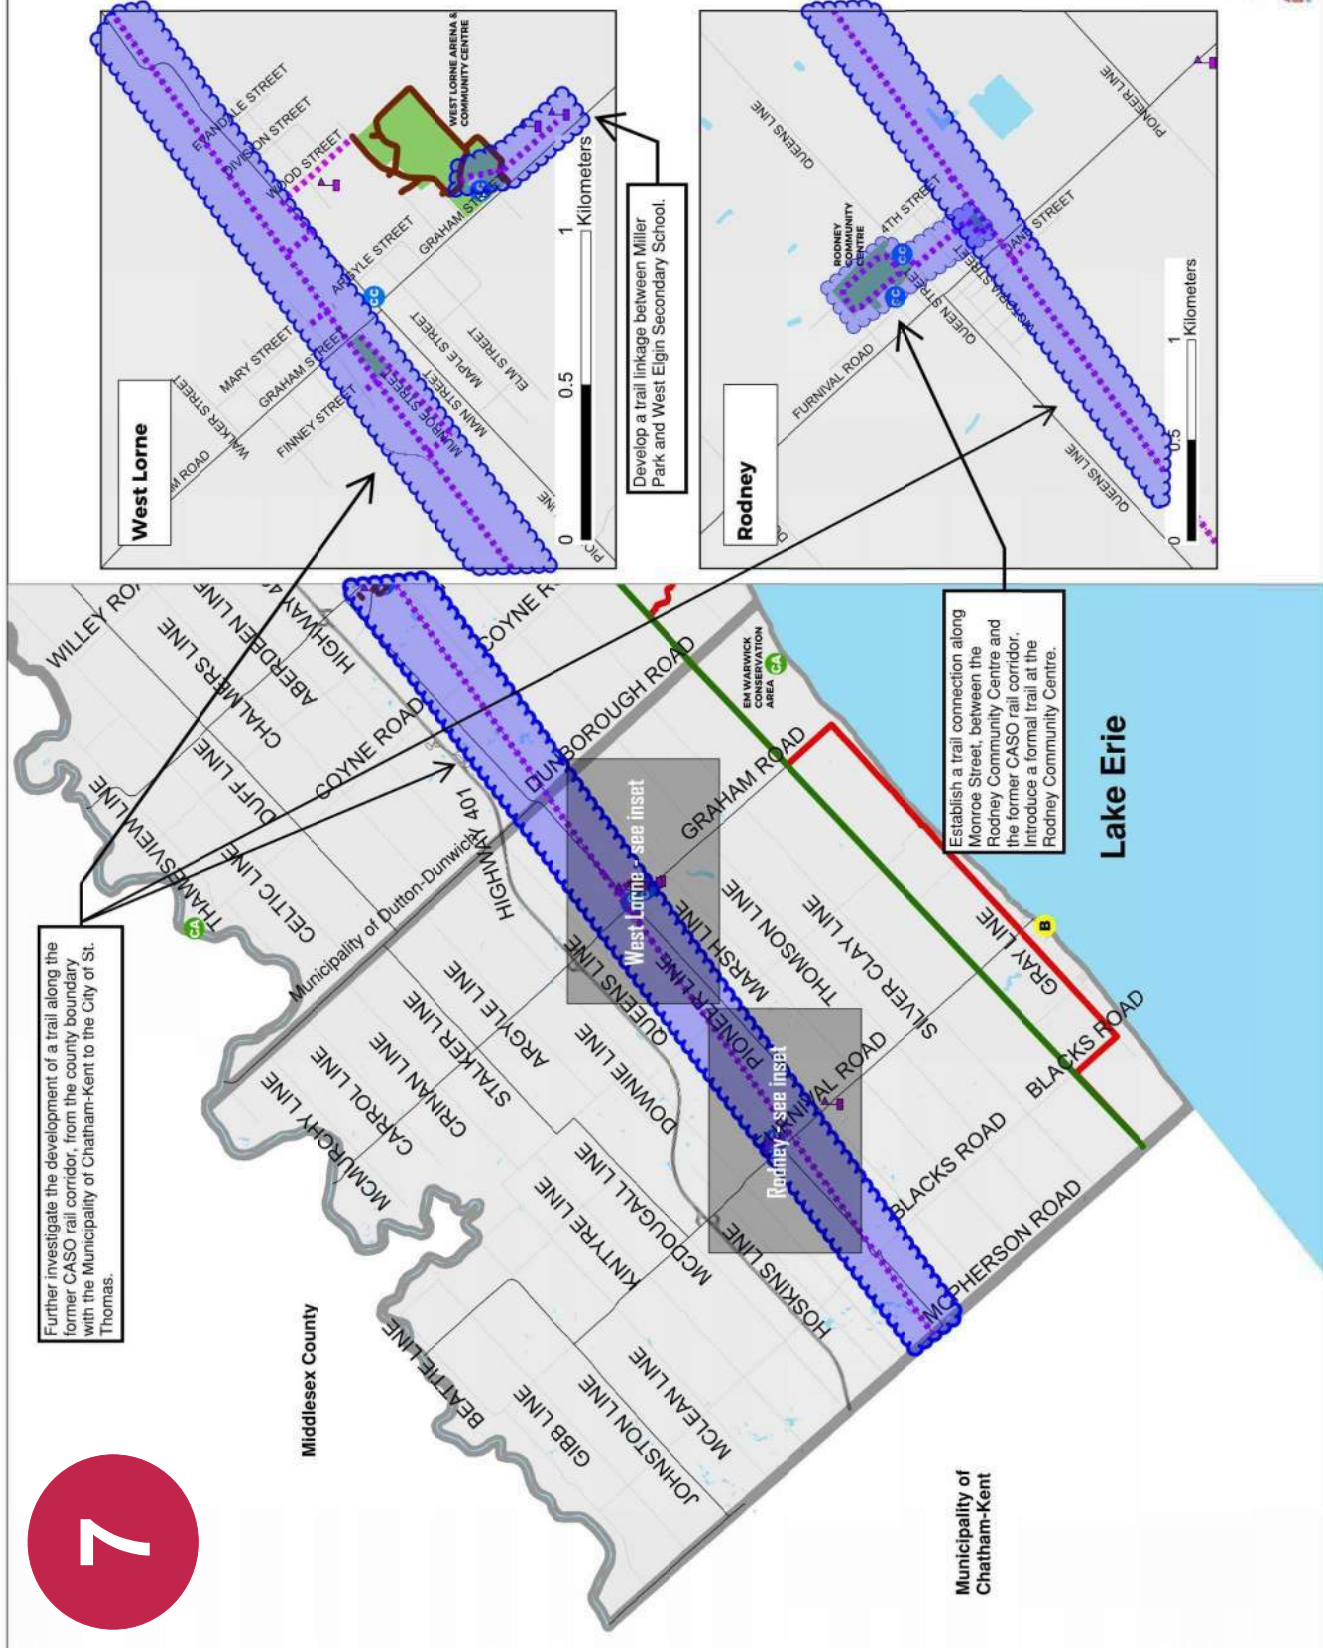 7
Further investigate the development of a trail along the
former CASO rail corridor, from the county boundary
with the Municipality of Chatham-Kent to the City of St.
Thomas.
Middlesex County
Municipality of
Chatham-Kent
Lake Erie
Municipality of Dutton-Dunwich
WILLEY
CHALMERS LINE
ABERDEEN LINE
HIGHWAY
DUFF LINE
COYNE ROAD
THAMESVIEW LINE
CA
CELTIC LINE
HIGHWAY 401
DUNBOROUGH ROAD
EM WARWICK
CONSERVATION
AREA
CA
GRAHAM ROAD
MCMURCHY LINE
CARROL LINE
CRINAN LINE
STALKER LINE
ARGYLE LINE
DOWNIE LINE
QUEENS LINE
West Lorne - see inset
PIONEER LINE
MARSH LINE
THOMSON LINE
SILVER CLAY LINE
GRAY LINE
B
BEATTIE LINE
GIBB LINE
JOHNSTON LINE
MCLEAN LINE
KINTYRE LINE
MCDOUGALL LINE
HOSKINS LINE
Rodney - see inset
BLACKS ROAD
BLACKS ROAD
MCPHERSON ROAD
Establish a trail connection along
Monroe Street, between the
Rodney Community Centre and
the former CASO rail corridor.
Introduce a formal trail at the
Rodney Community Centre.
West Lorne
EVANDALE STREET
DIVISION STREET
WOOD STREET
WEST LORNE ARENA &
COMMUNITY CENTRE
CC
GRAHAM STREET
ARGYLE STREET
CC
MARY STREET
GRAHAM STREET
WALKER STREET
FINNEY STREET
MUNROE STREET
MAIN STREET
MAPLE STREET
ELM STREET
0 0.5 1
Kilometers
Develop a trail linkage between Miller
Park and West Elgin Secondary School.
Rodney
QUEENS LINE
PIONEER LINE
RODNEY
COMMUNITY
CENTRE
4TH STREET
CC
CC
JANE STREET
VICTORIA STREET
QUEEN STREET
FURNIVAL ROAD
QUEENS LINE
0 0.5 1
Kilometers